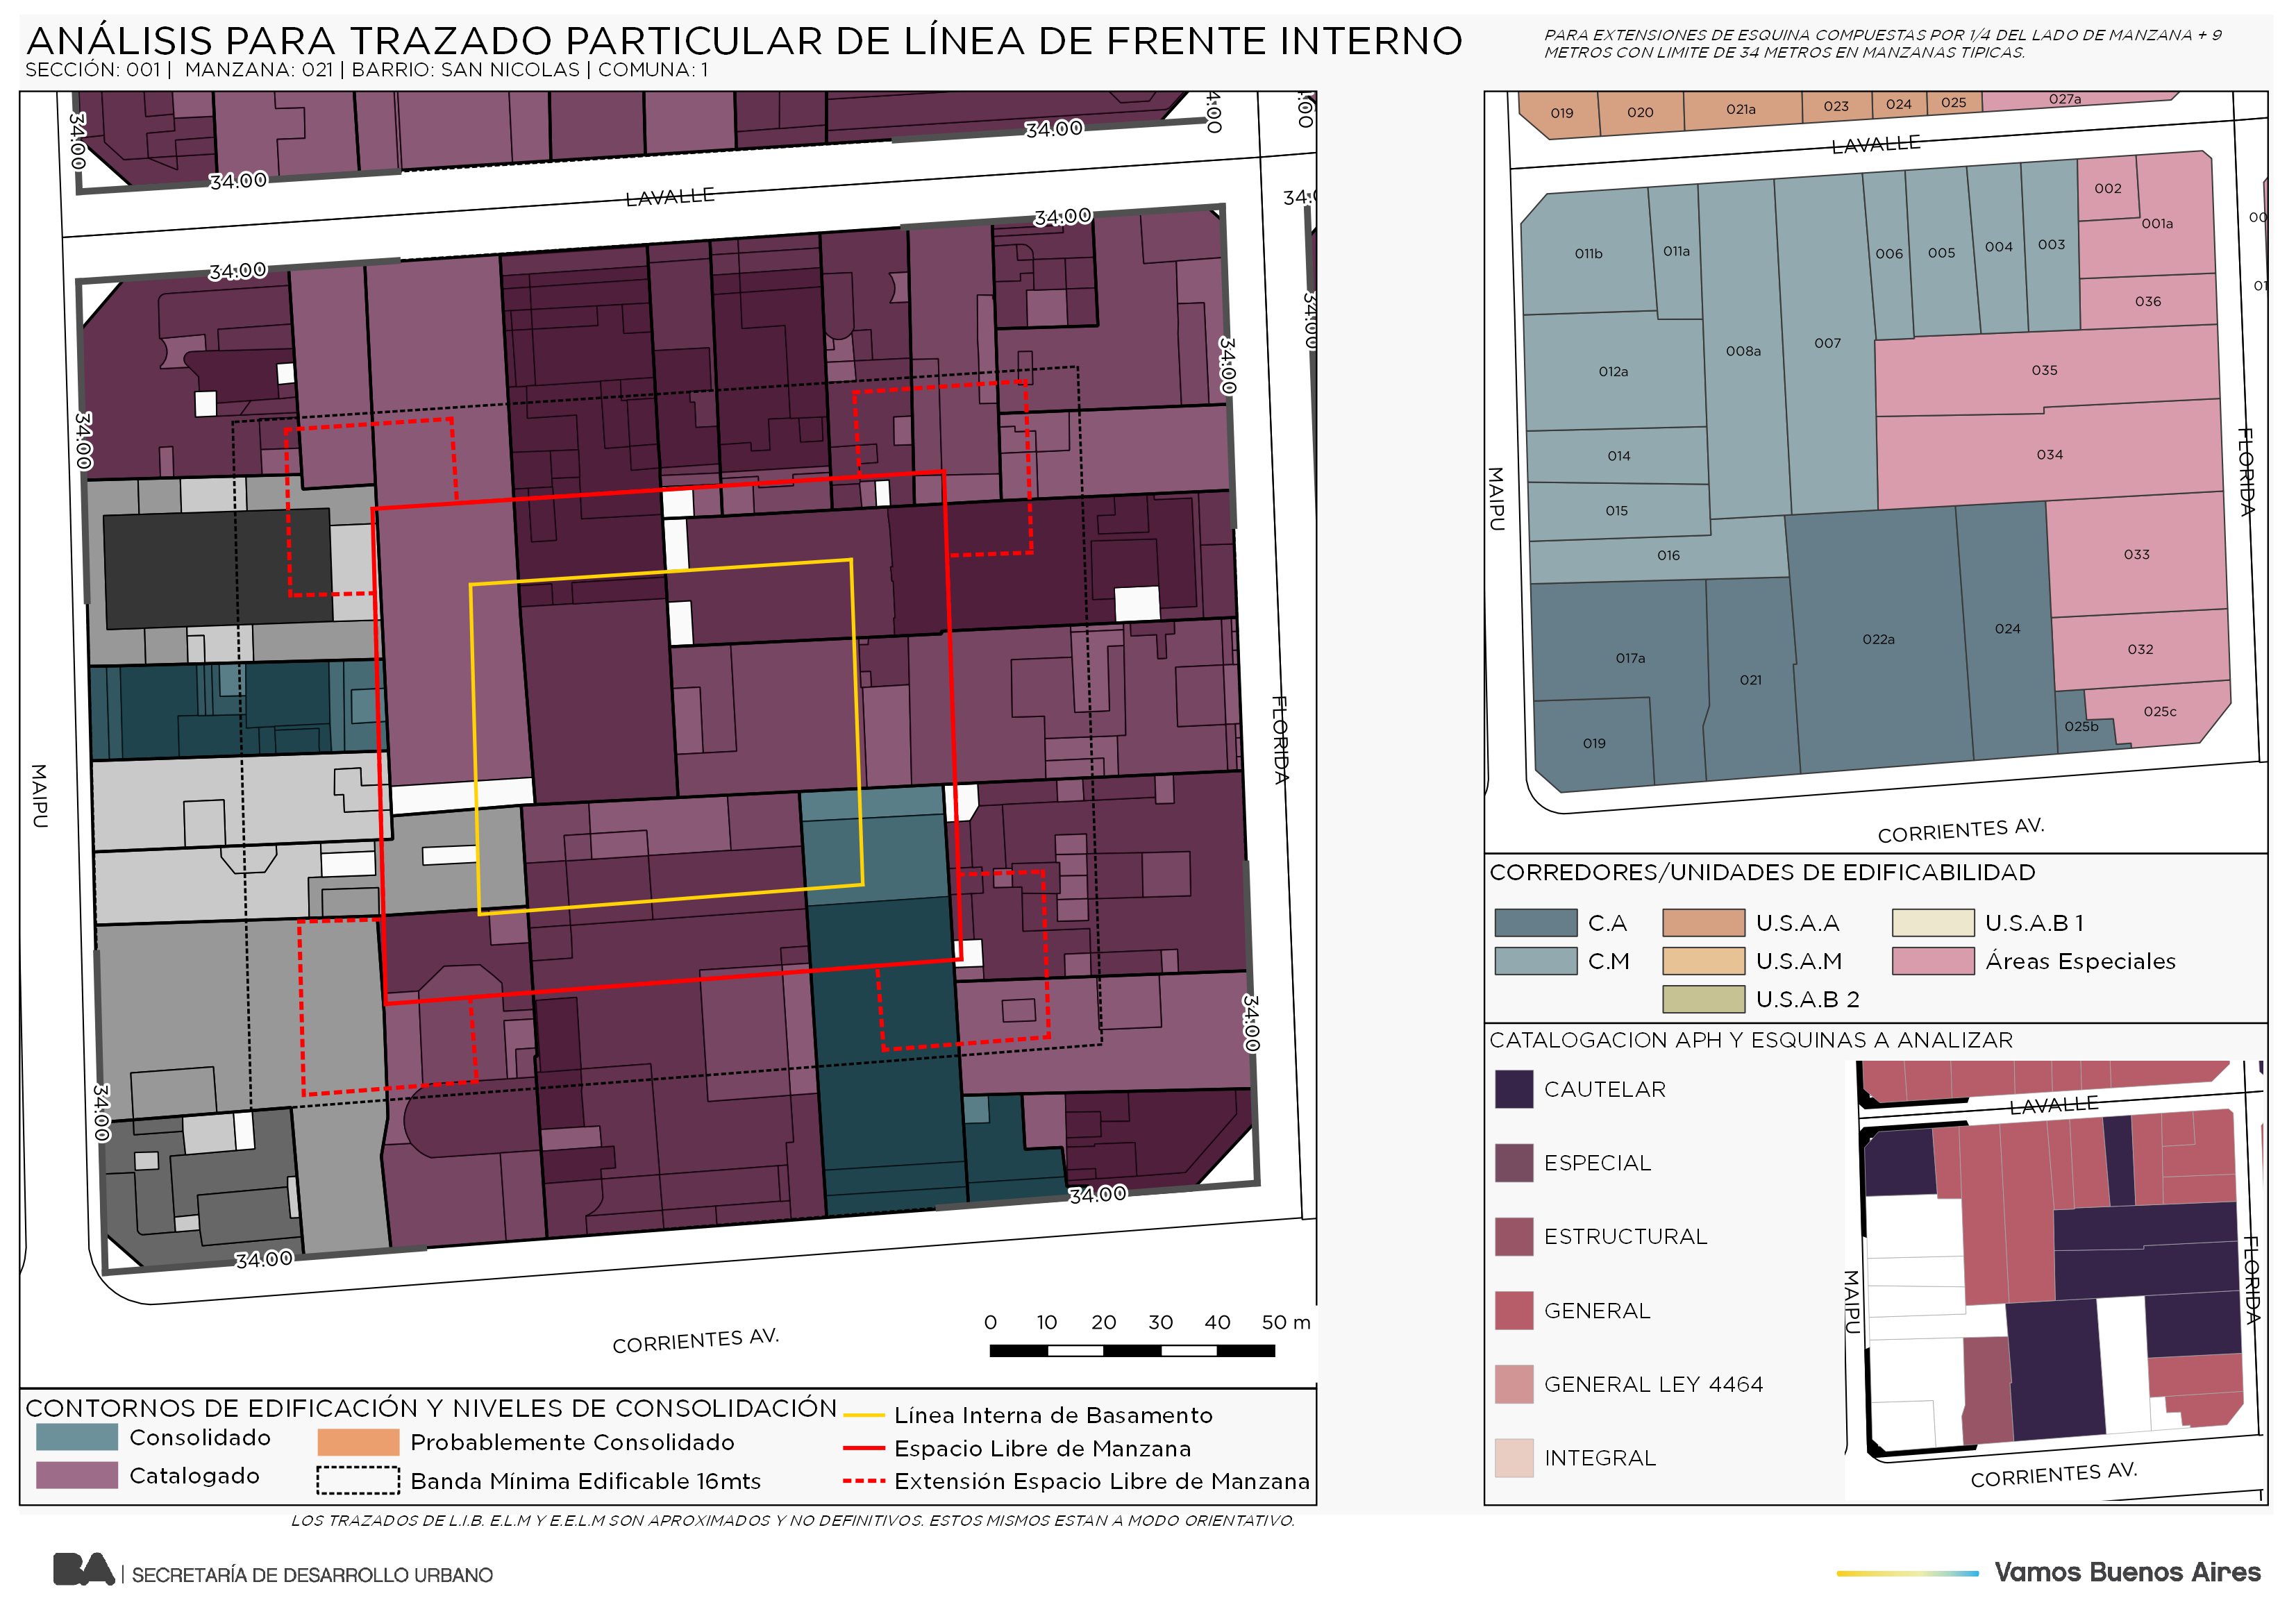 ANÁLISIS PARA TRAZADO PARTICULAR DE LÍNEA DE FRENTE INTERNO
SECCIÓN: 001 | MANZANA: 021 | BARRIO: SAN NICOLAS | COMUNA: 1
PARA EXTENSIONES DE ESQUINA COMPUESTAS POR 1/4 DEL LADO DE MANZANA + 9
METROS CON LIMITE DE 34 METROS EN MANZANAS TIPICAS.
34.00
34.00
34.00
LAVALLE
34.00
34.00
34.00
34.00
34.00
MAIPU
FLORIDA
34.00
34.00
34.00
34.00
CORRIENTES AV.
0 10 20 30 40 50 m
CONTORNOS DE EDIFICACIÓN Y NIVELES DE CONSOLIDACIÓN
Consolidado
Catalogado
Probablemente Consolidado
Banda Mínima Edificable 16mts
Línea Interna de Basamento
Espacio Libre de Manzana
Extensión Espacio Libre de Manzana
LOS TRAZADOS DE L.I.B. E.L.M Y E.E.L.M SON APROXIMADOS Y NO DEFINITIVOS. ESTOS MISMOS ESTAN A MODO ORIENTATIVO.
019 020 021a 023 024 025 027a
LAVALLE
011b 011a 008a 007 006 005 004 003 002 001a
036
012a
035
014
034
015
016
033
017a 021 022a 024 032
019
025b 025c
MAIPU
FLORIDA
CORRIENTES AV.
CORREDORES/UNIDADES DE EDIFICABILIDAD
C.A
U.S.A.A
U.S.A.B 1
C.M
U.S.A.M
Áreas Especiales
U.S.A.B 2
CATALOGACION APH Y ESQUINAS A ANALIZAR
CAUTELAR
ESPECIAL
ESTRUCTURAL
GENERAL
GENERAL LEY 4464
INTEGRAL
LAVALLE
MAIPU
FLORIDA
CORRIENTES AV.
BA | SECRETARÍA DE DESARROLLO URBANO
Vamos Buenos Aires